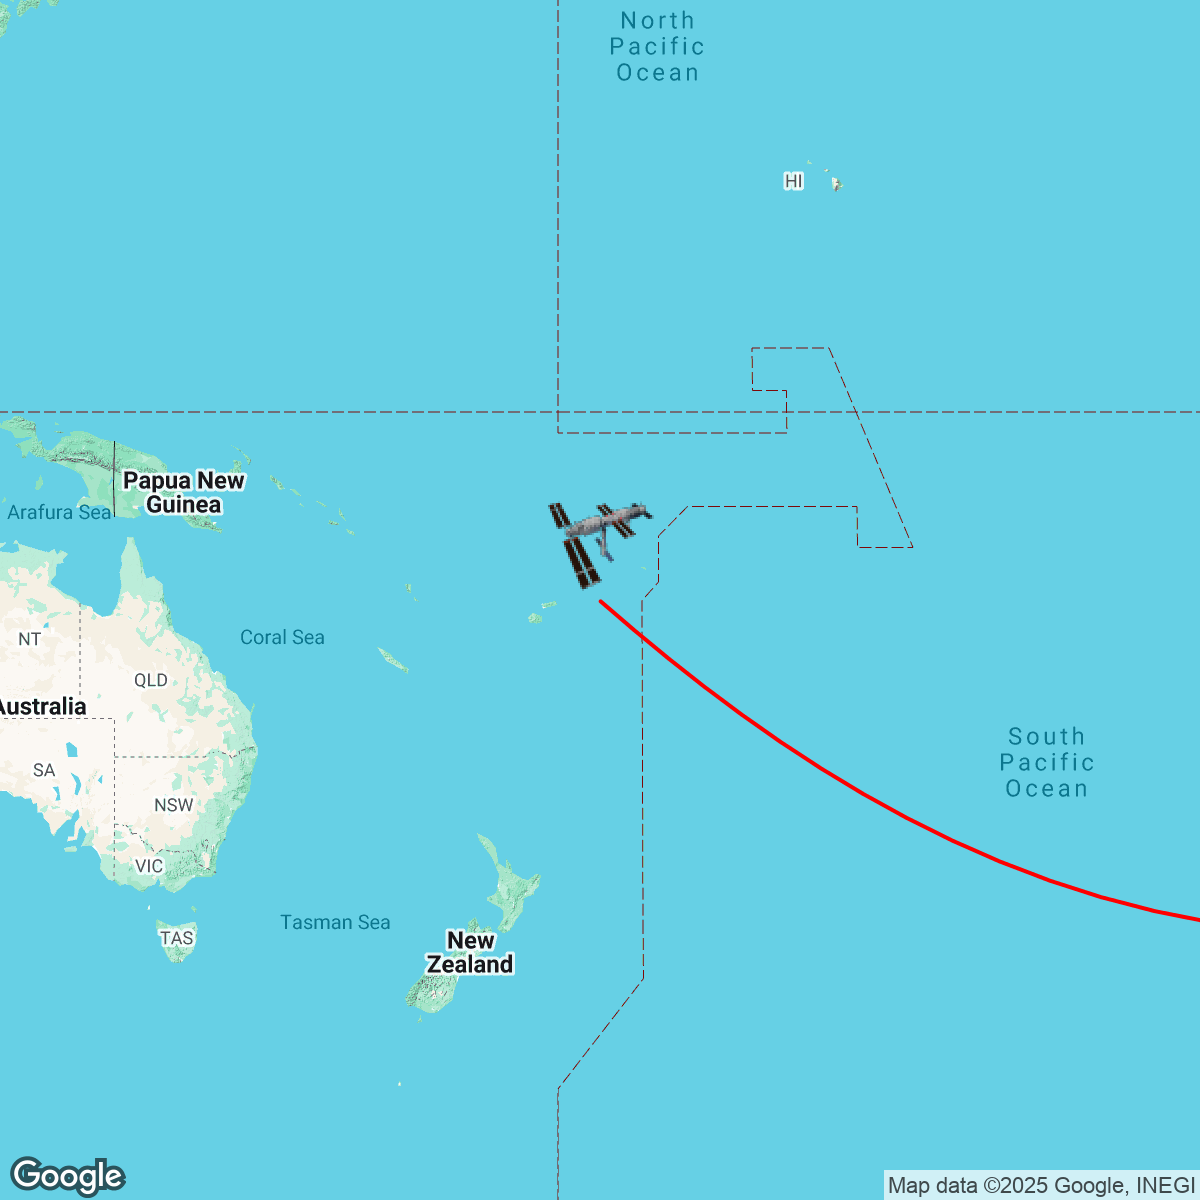 North
Pacific
Ocean
HI
Papua New
Guinea
Arafura Sea
NT
Coral Sea
QLD
Australia
South
Pacific
Ocean
SA
NSW
VIC
Tasman Sea
TAS
New
Zealand
Google
Map data ©2025 Google, INEGI